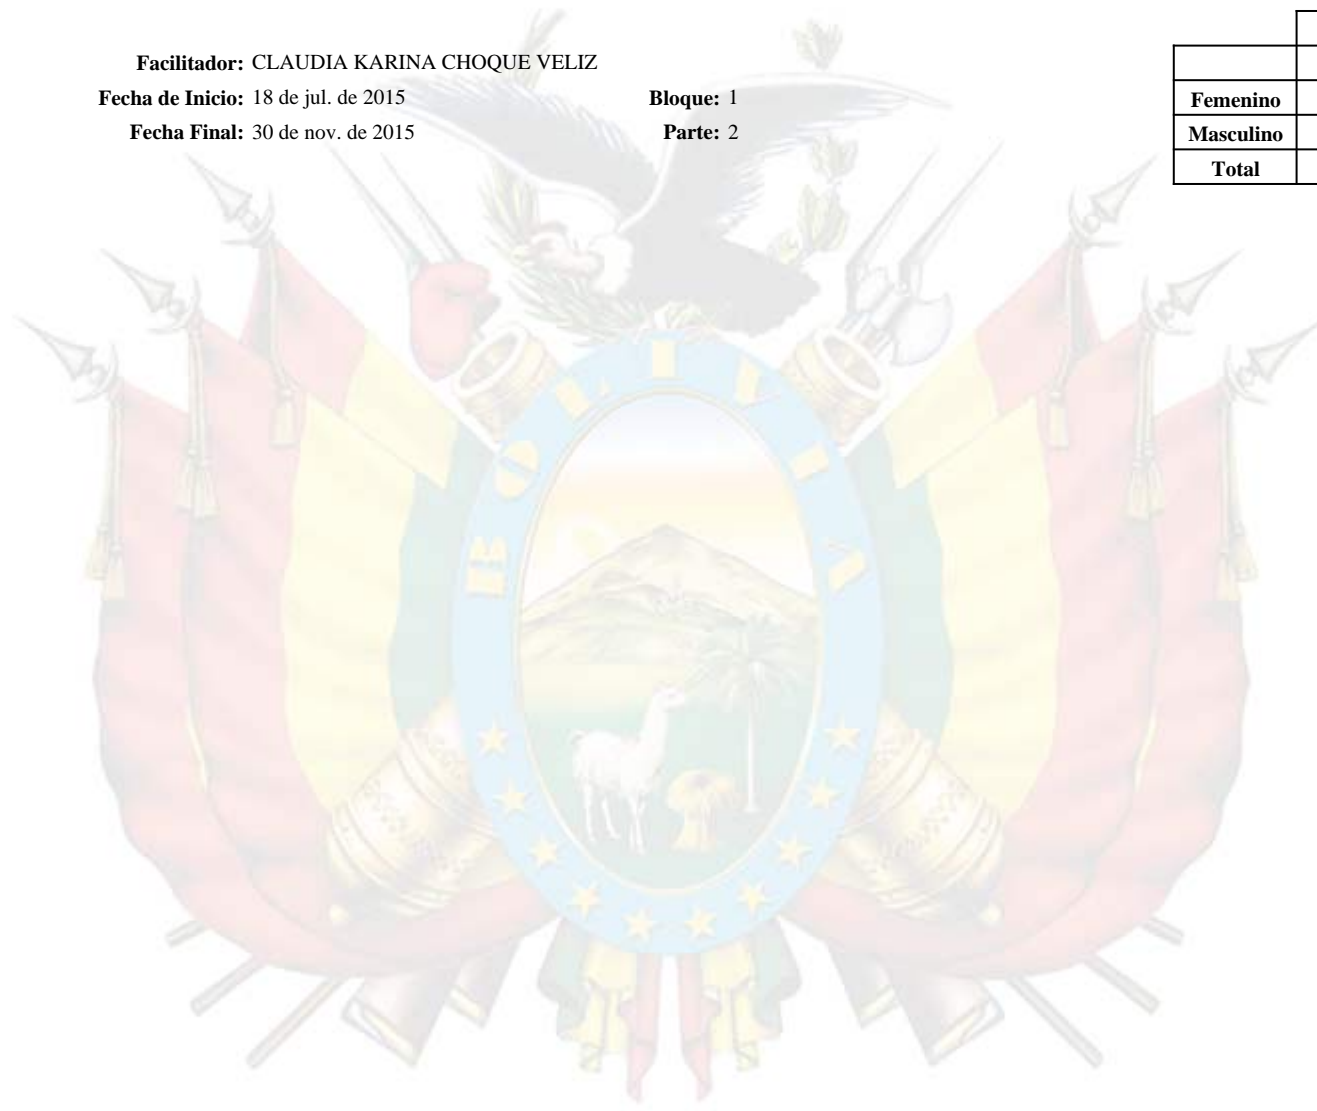 Facilitador: CLAUDIA KARINA CHOQUE VELIZ
Fecha de Inicio: 18 de jul. de 2015 Bloque: 1
Fecha Final: 30 de nov. de 2015 Parte: 2
Femenino
Masculino
Total
BOLIVIA